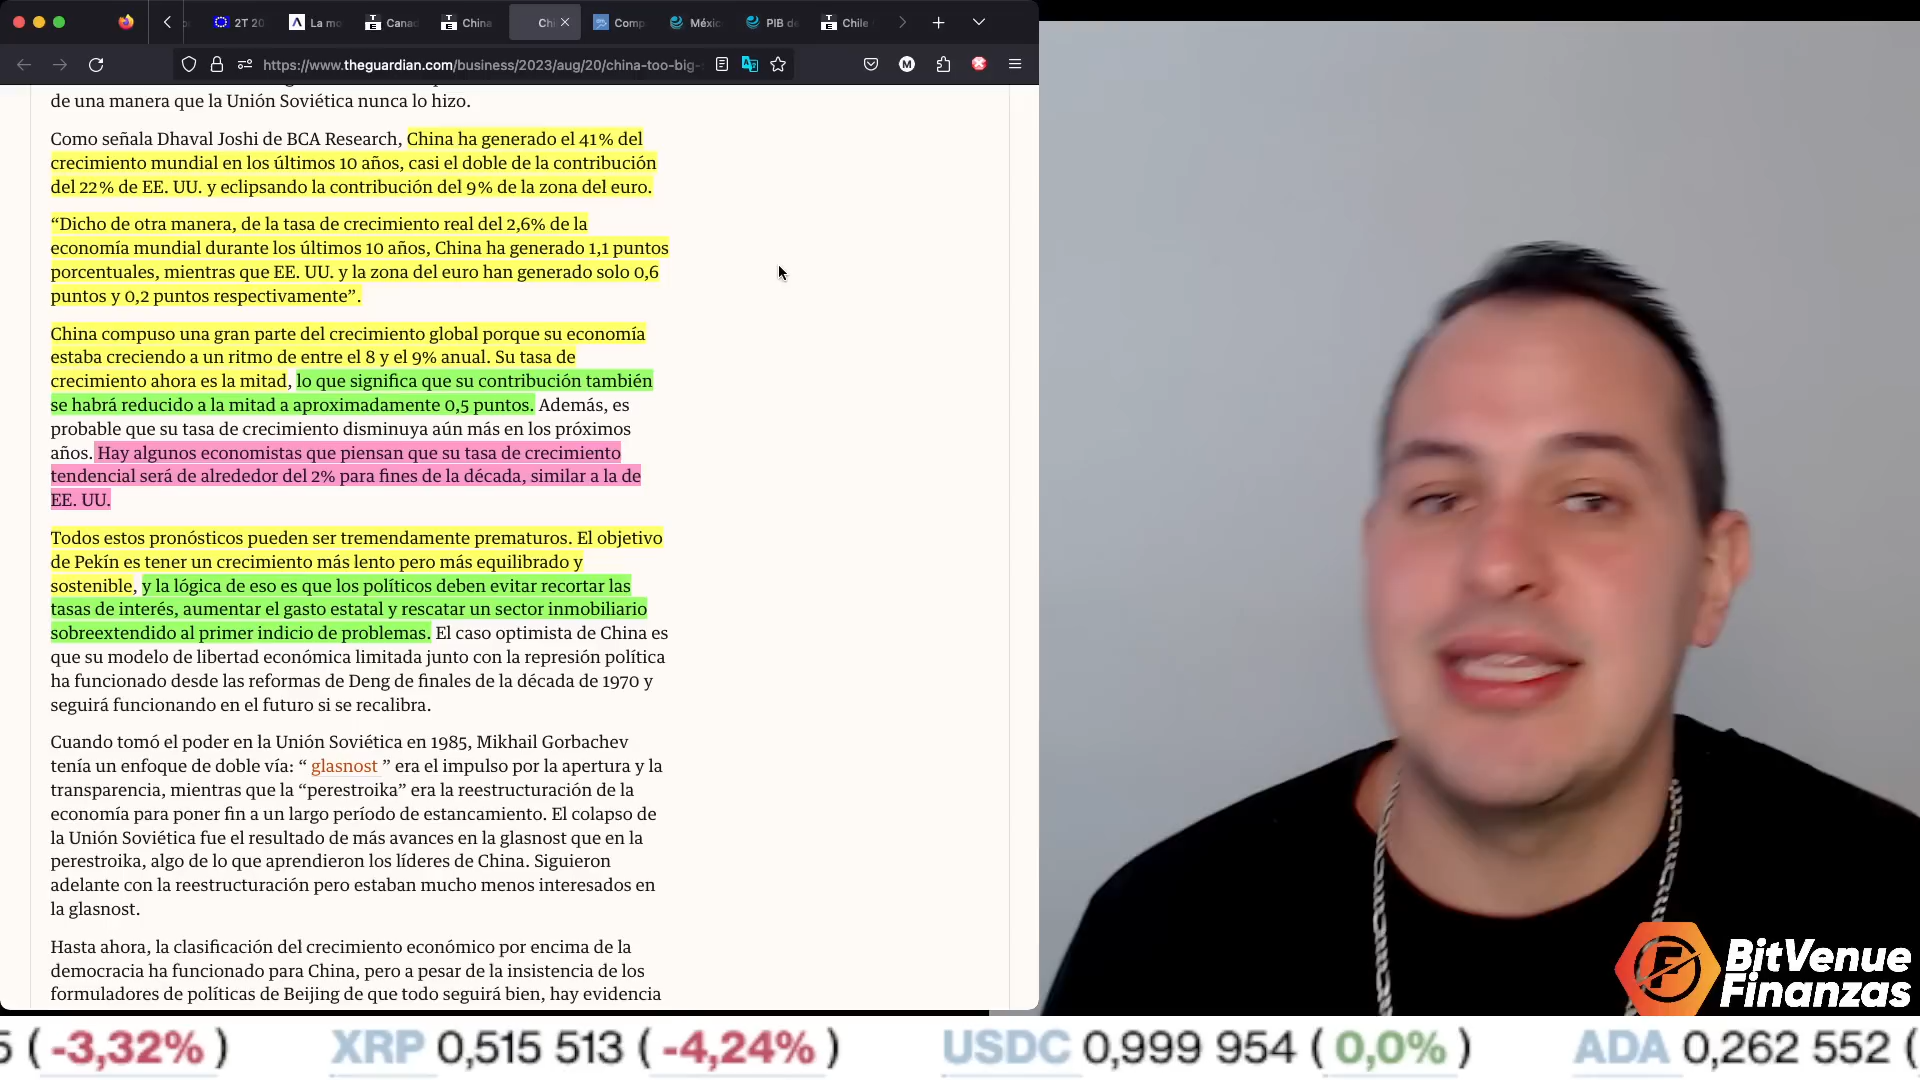 2T 20
La mo
Canad
China
Chi
Comp
Méxic
PIB de
Chile
https://www.theguardian.com/business/2023/aug/20/china-too-big-
de una manera que la Unión Soviética nunca lo hizo.
Como señala Dhaval Joshi de BCA Research, China ha generado el 41% del
crecimiento mundial en los últimos 10 años, casi el doble de la contribución
del 22% de EE. UU. y eclipsando la contribución del 9% de la zona del euro.
“Dicho de otra manera, de la tasa de crecimiento real del 2,6% de la
economía mundial durante los últimos 10 años, China ha generado 1,1 puntos
porcentuales, mientras que EE. UU. y la zona del euro han generado solo 0,6
puntos y 0,2 puntos respectivamente”.
China compuso una gran parte del crecimiento global porque su economía
estaba creciendo a un ritmo de entre el 8 y el 9% anual. Su tasa de
crecimiento ahora es la mitad, lo que significa que su contribución también
se habrá reducido a la mitad a aproximadamente 0,5 puntos. Además, es
probable que su tasa de crecimiento disminuya aún más en los próximos
años. Hay algunos economistas que piensan que su tasa de crecimiento
tendencial será de alrededor del 2% para fines de la década, similar a la de
EE. UU.
Todos estos pronósticos pueden ser tremendamente prematuros. El objetivo
de Pekín es tener un crecimiento más lento pero más equilibrado y
sostenible, y la lógica de eso es que los políticos deben evitar recortar las
tasas de interés, aumentar el gasto estatal y rescatar un sector inmobiliario
sobreextendido al primer indicio de problemas. El caso optimista de China es
que su modelo de libertad económica limitada junto con la represión política
ha funcionado desde las reformas de Deng de finales de la década de 1970 y
seguirá funcionando en el futuro si se recalibra.
Cuando tomó el poder en la Unión Soviética en 1985, Mikhail Gorbachev
tenía un enfoque de doble vía: “ glasnost ” era el impulso por la apertura y la
transparencia, mientras que la “perestroika” era la reestructuración de la
economía para poner fin a un largo período de estancamiento. El colapso de
la Unión Soviética fue el resultado de más avances en la glasnost que en la
perestroika, algo de lo que aprendieron los líderes de China. Siguieron
adelante con la reestructuración pero estaban mucho menos interesados en
la glasnost.
Hasta ahora, la clasificación del crecimiento económico por encima de la
democracia ha funcionado para China, pero a pesar de la insistencia de los
formuladores de políticas de Beijing de que todo seguirá bien, hay evidencia
BitVenue
Finanzas
5 ( -3,32% ) XRP 0,515 513 ( -4,24% ) USDC 0,999 954 ( 0,0% ) ADA 0,262 552 (